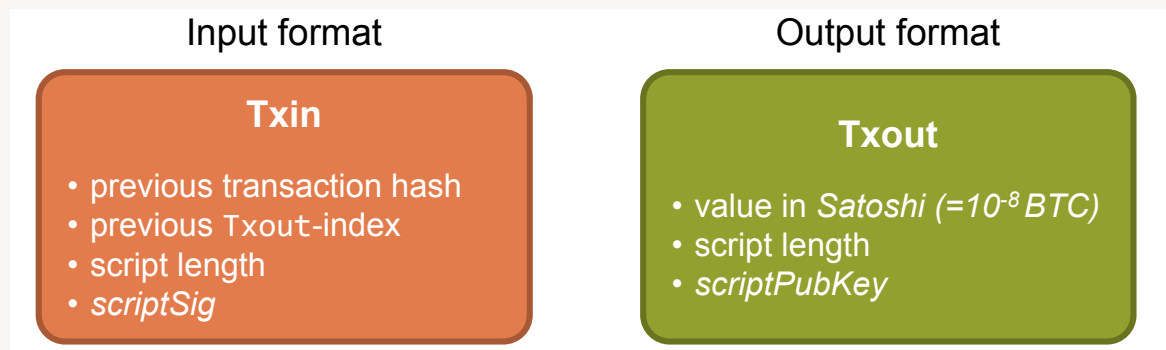 Input format
Txin
• previous transaction hash
• previous Txout-index
• script length
• scriptSig
Output format
Txout
• value in Satoshi (=10⁻⁸ BTC)
• script length
• scriptPubKey